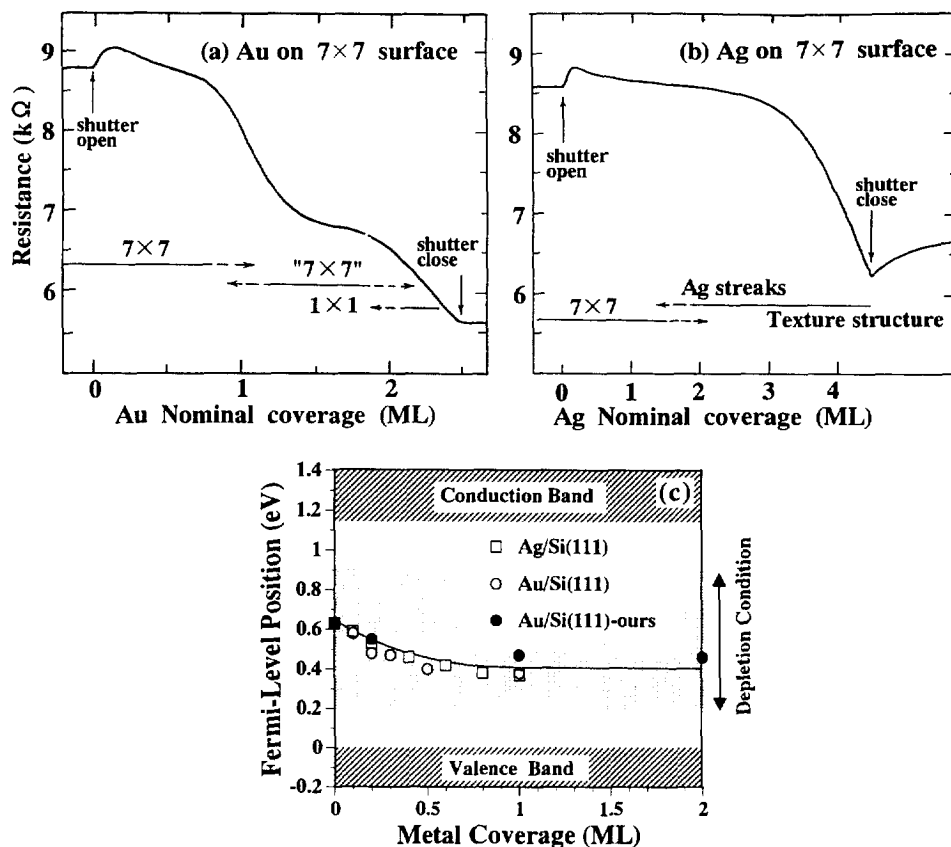 (a) Au on 7×7 surface
9
8
7
6
Resistance (kΩ)
shutter
open
shutter
close
7×7
"7×7"
1×1
0
1
2
Au Nominal coverage (ML)
(b) Ag on 7×7 surface
9
8
7
6
shutter
open
shutter
close
Ag streaks
7×7
Texture structure
0
1
2
3
4
Ag Nominal coverage (ML)
(c)
Conduction Band
Ag/Si(111)
Au/Si(111)
Au/Si(111)-ours
Valence Band
1.4
1.2
1
0.8
0.6
0.4
0.2
0
-0.2
Fermi-Level Position (eV)
Depletion Condition
0
0.5
1
1.5
2
Metal Coverage (ML)